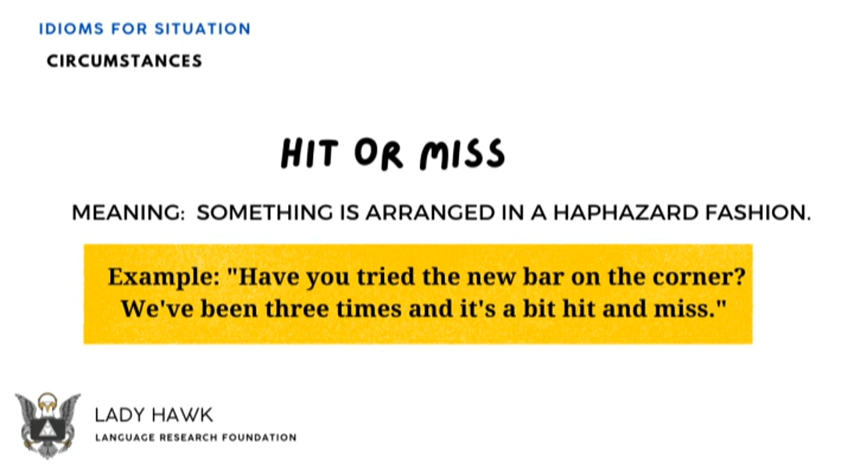 IDIOMS FOR SITUATION
CIRCUMSTANCES
HIT OR MISS
MEANING: SOMETHING IS ARRANGED IN A HAPHAZARD FASHION.
Example: "Have you tried the new bar on the corner?
We've been three times and it's a bit hit and miss."
LADY HAWK
LANGUAGE RESEARCH FOUNDATION